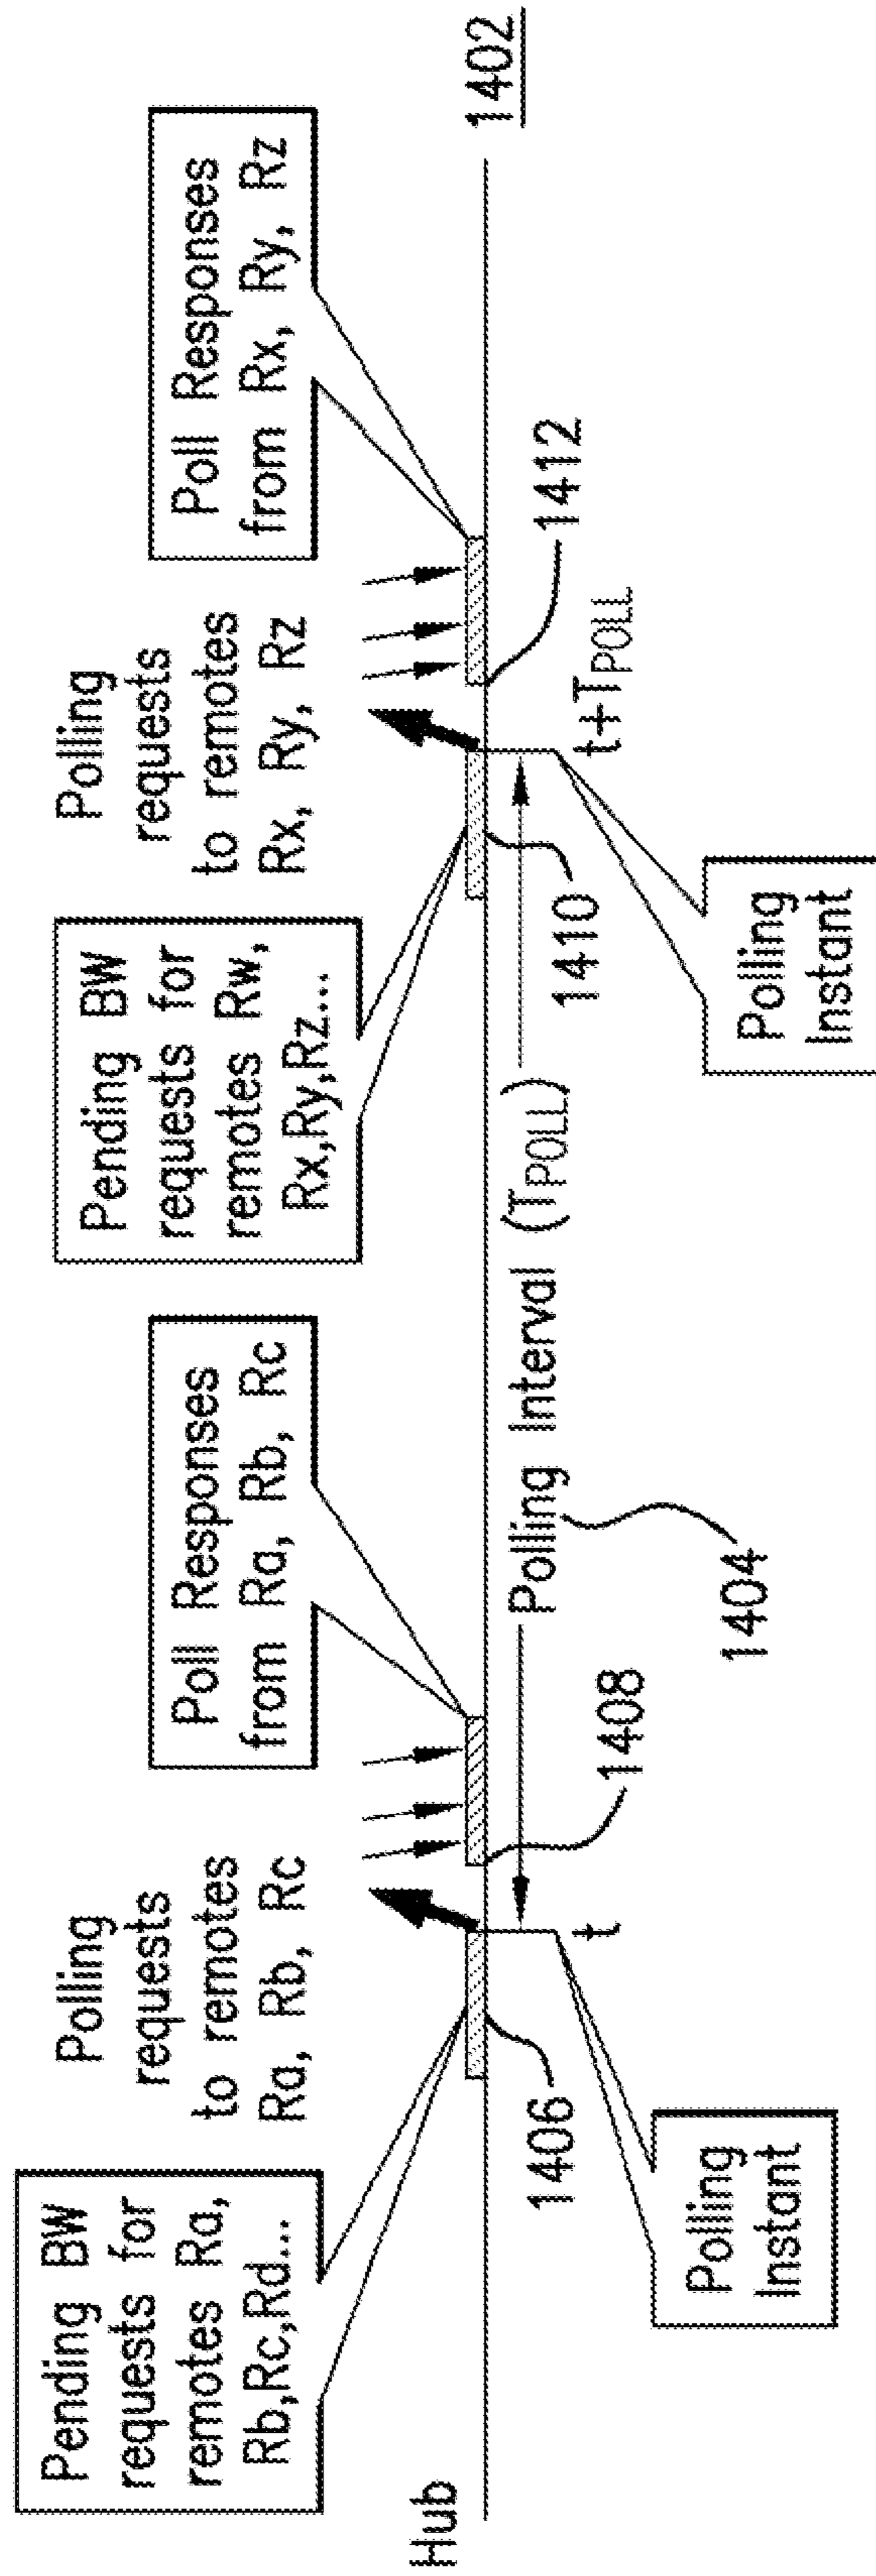 Pending BW
requests for
remotes Ra,
Rb,Rc,Rd...
Polling
requests
to remotes
Ra, Rb, Rc
Poll Responses
from Ra, Rb, Rc
Pending BW
requests for
remotes Rw,
Rx,Ry,Rz...
Polling
requests
to remotes
Rx, Ry, Rz
Poll Responses
from Rx, Ry, Rz
Hub
1402
1406
t
1408
Polling Interval (TPOLL)
1404
1410
t+TPOLL
1412
Polling
Instant
Polling
Instant